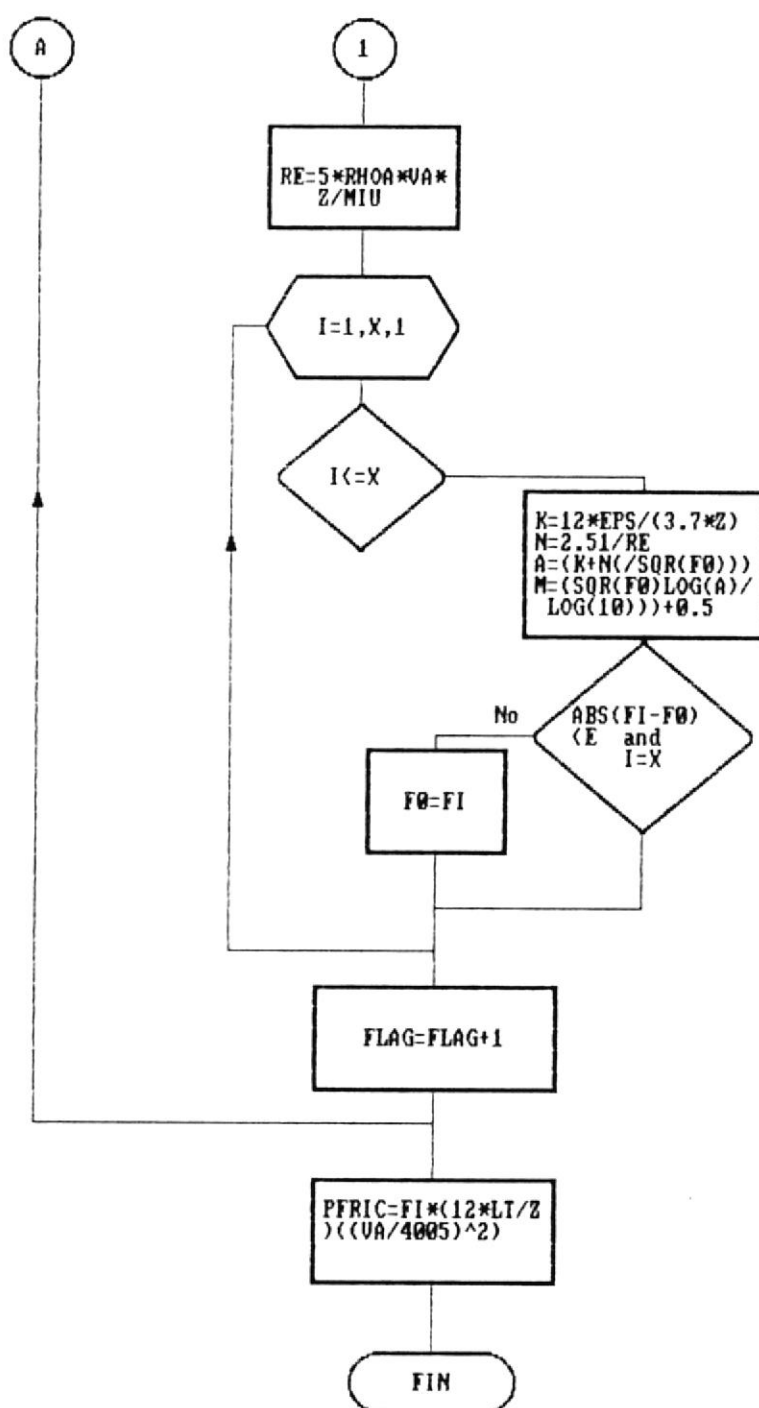 A
1
RE=5*RHOA*VA*
Z/MIU
I=1,X,1
I<=X
K=12*EPS/(3.7*Z)
N=2.51/RE
A=(K+N(/SQR(F0)))
M=(SQR(F0)LOG(A)/
LOG(10)))+0.5
No
ABS(FI-F0)
(E and
I=X
F0=FI
FLAG=FLAG+1
PFRIC=FI*(12*LT/Z
)((VA/4005)^2)
FIN